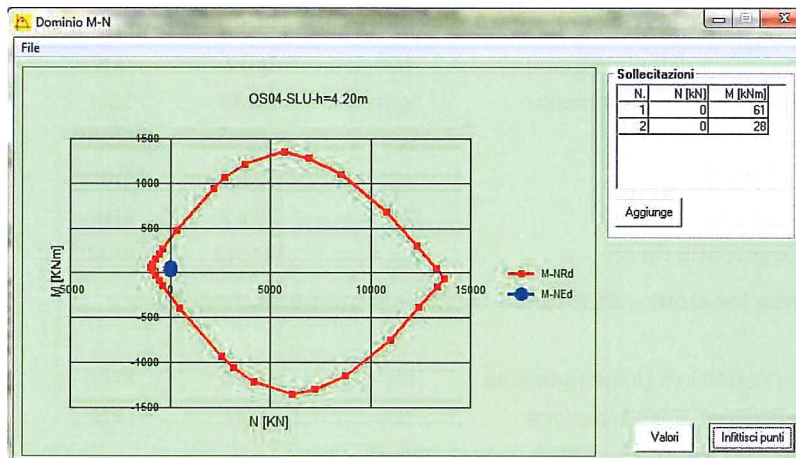 Dominio M-N
File
OS04-SLU-h=4.20m
1500
1000
500
5000
5000
10000
15000
-500
-1000
-1500
M [KNm]
N [KN]
M-NRd
M-NEd
Sollecitazioni
N. N [kN] M [kNm]
1 0 61
2 0 28
Aggiunge
Valori Infittisci punti